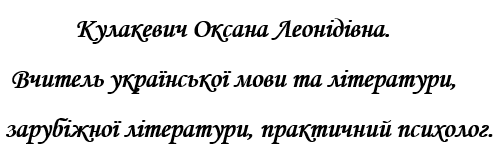 Кулакевич Оксана Леонідівна.
Вчитель української мови та літератури,
зарубіжної літератури, практичний психолог.